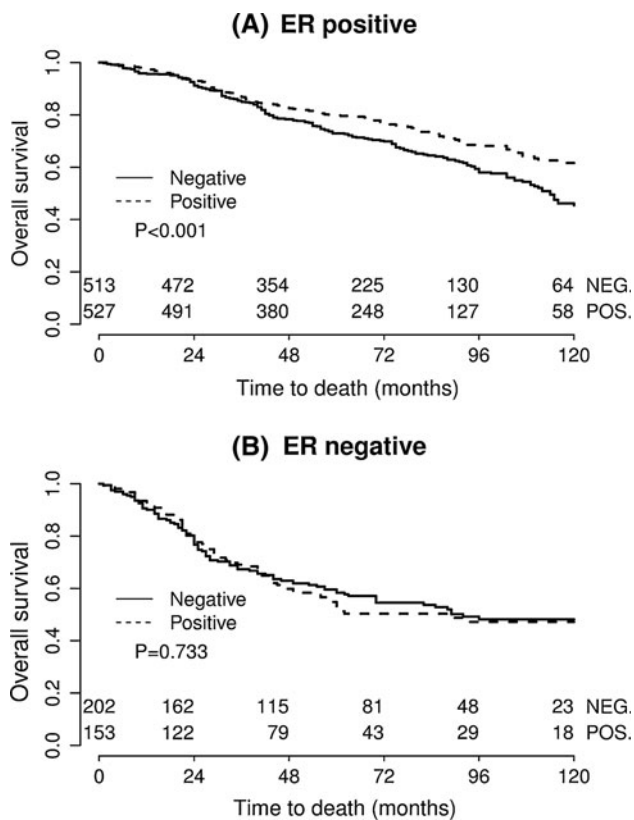 (A) ER positive
Overall survival
1.0
0.8
0.6
0.4
0.2
0.0
Negative
Positive
P<0.001
513 472 354 225 130 64 NEG.
527 491 380 248 127 58 POS.
0 24 48 72 96 120
Time to death (months)
(B) ER negative
Overall survival
1.0
0.8
0.6
0.4
0.2
0.0
Negative
Positive
P=0.733
202 162 115 81 48 23 NEG.
153 122 79 43 29 18 POS.
0 24 48 72 96 120
Time to death (months)